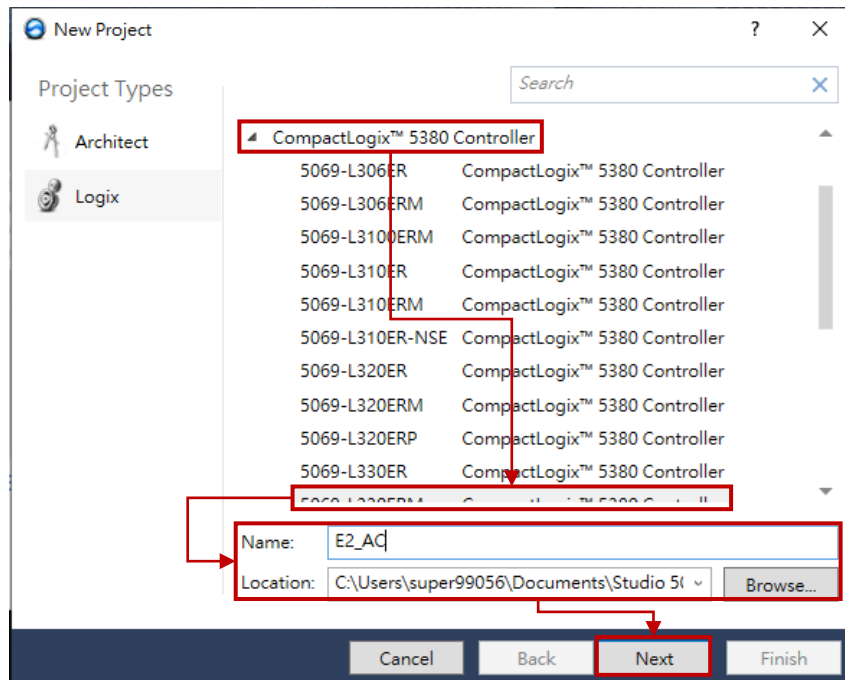 New Project
?
Search
Project Types
Architect
Logix
CompactLogix™ 5380 Controller
5069-L306ER CompactLogix™ 5380 Controller
5069-L306ERM CompactLogix™ 5380 Controller
5069-L3100ERM CompactLogix™ 5380 Controller
5069-L310ER CompactLogix™ 5380 Controller
5069-L310ERM CompactLogix™ 5380 Controller
5069-L310ER-NSE CompactLogix™ 5380 Controller
5069-L320ER CompactLogix™ 5380 Controller
5069-L320ERM CompactLogix™ 5380 Controller
5069-L320ERP CompactLogix™ 5380 Controller
5069-L330ER CompactLogix™ 5380 Controller
Name: E2_AC
Location: C:\Users\super99056\Documents\Studio 5( Browse...
Cancel Back Next Finish